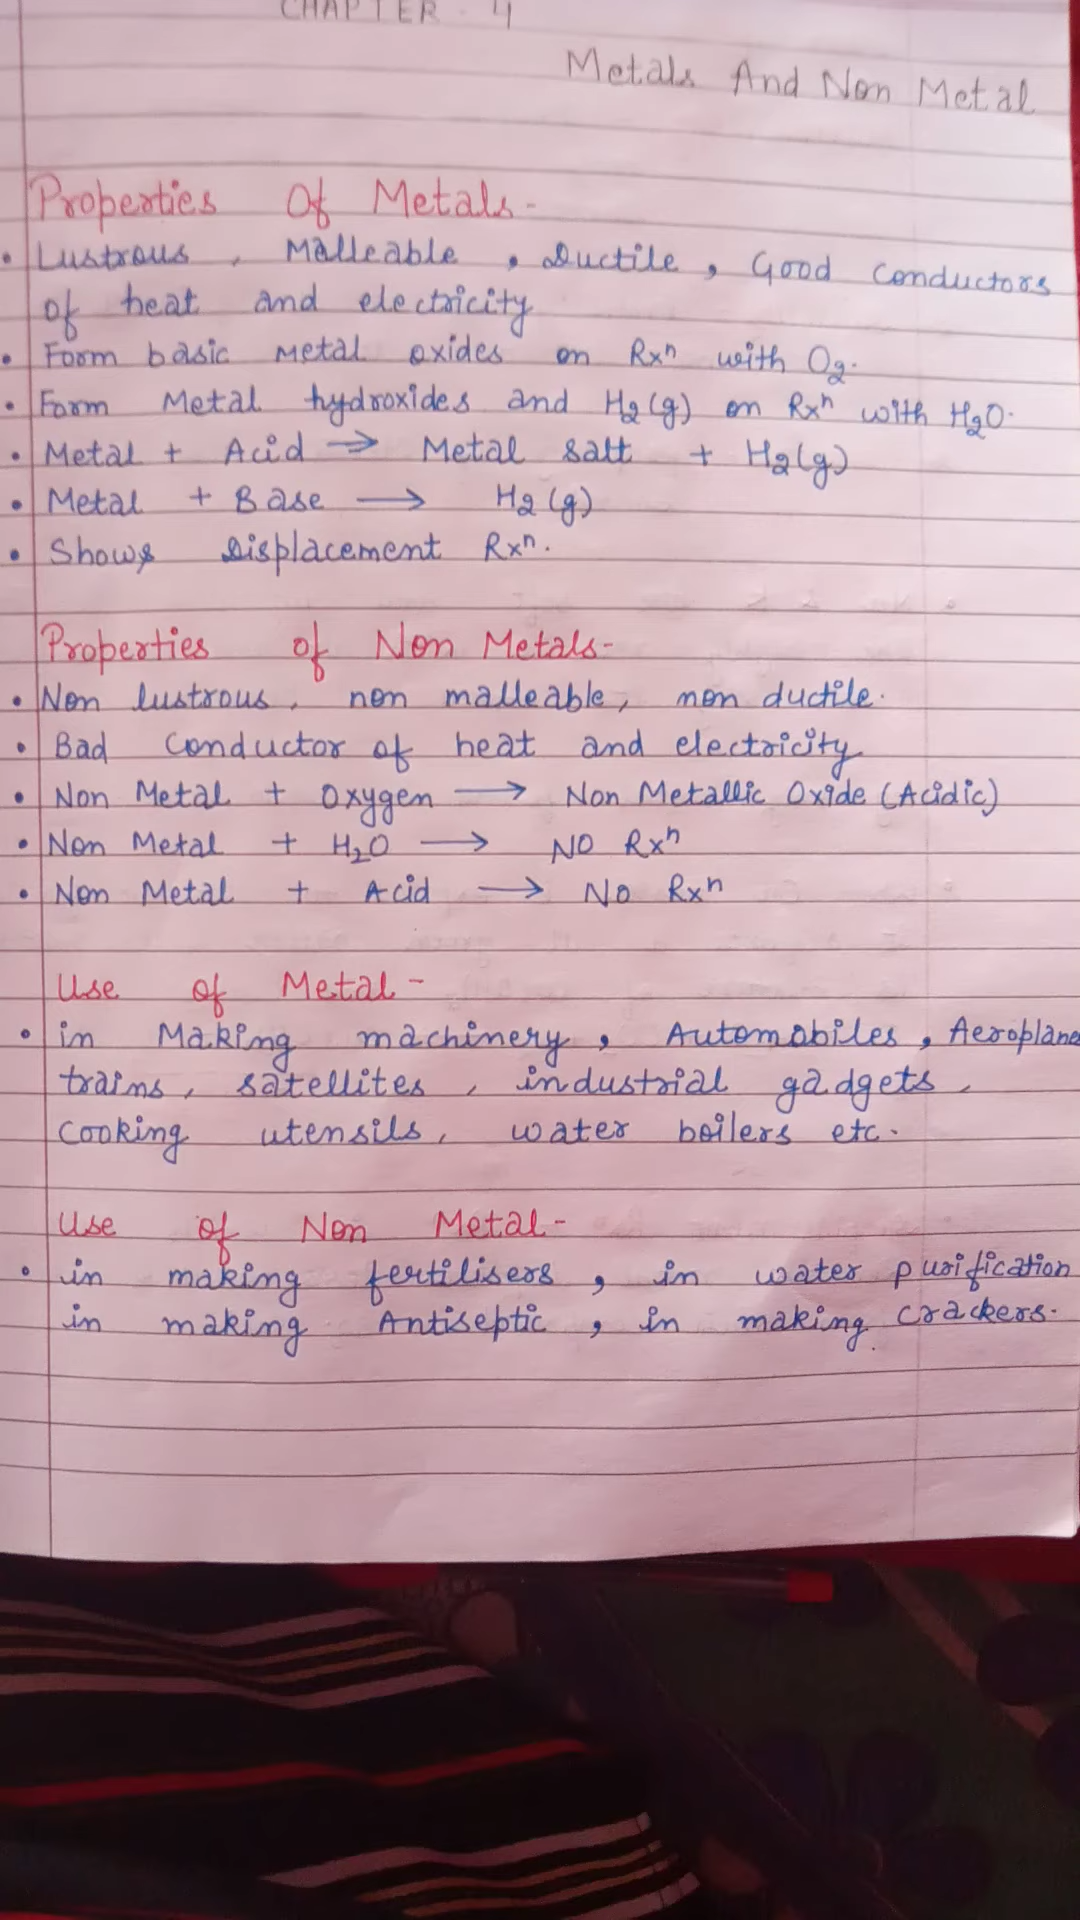 CHAPTER - 4
Metals And Non Metal
Properties Of Metals-
• Lustrous, Malleable, Ductile, Good conductors
of heat and electricity
• Form basic metal oxides on Rxⁿ with O₂.
• Form Metal hydroxides and H₂(g) on Rxⁿ with H₂O.
• Metal + Acid → Metal salt + H₂(g)
• Metal + Base → H₂(g)
• Shows Displacement Rxⁿ.
Properties of Non Metals-
• Non lustrous, non malleable, non ductile.
• Bad conductor of heat and electricity
• Non Metal + Oxygen → Non Metallic Oxide (Acidic)
• Non Metal + H₂O → NO Rxⁿ
• Non Metal + Acid → No Rxⁿ
Use of Metal-
• in Making machinery, Automobiles, Aeroplane
trains, satellites, industrial gadgets,
cooking utensils, water boilers etc.
Use of Non Metal-
• in making fertilisers, in water purification
in making Antiseptic, in making crackers.